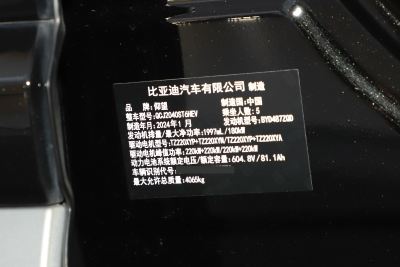 比亚迪汽车有限公司 制造
品 牌：仰望 制造国：中国
整车型号：QCJ2040ST6HEV 乘坐人数：5
制造年月：2024年1月 发动机型号：BYD487ZQD
发动机排量/最大净功率：1997mL/180kW
驱动电机型号：TZ220XYP+TZ220XYN/TZ220XYP+TZ220XYA
驱动电机峰值功率：220kW+220kW/220kW+220kW
动力电池系统额定电压/额定容量：604.8V/81.1Ah
车辆识别代号：
最大允许总质量：4065kg